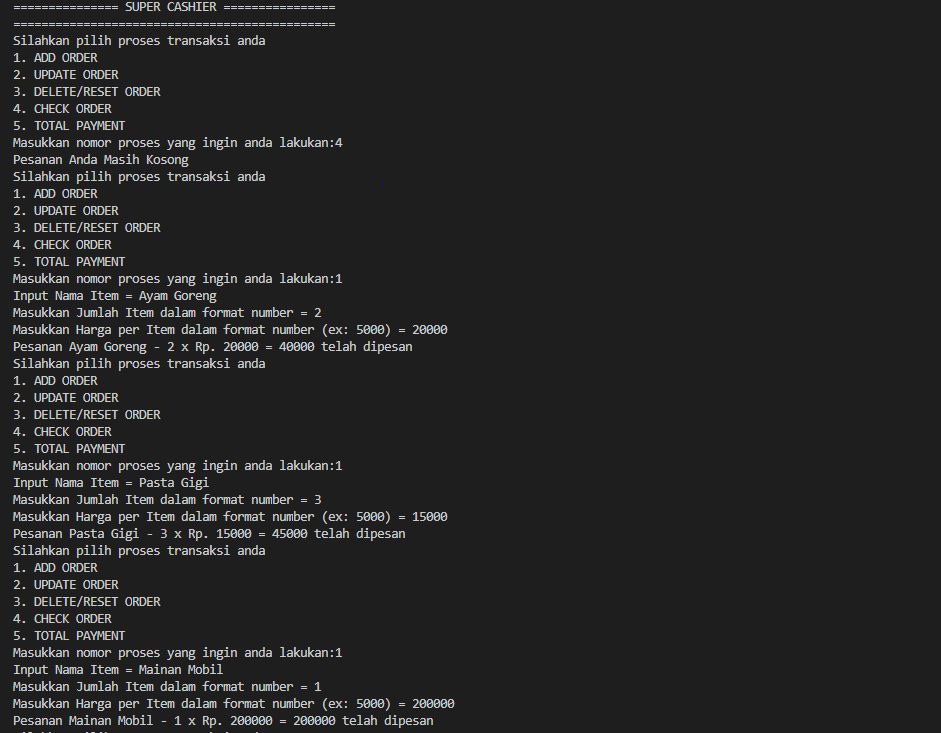 =============== SUPER CASHIER ================
==============================================
Silahkan pilih proses transaksi anda
1. ADD ORDER
2. UPDATE ORDER
3. DELETE/RESET ORDER
4. CHECK ORDER
5. TOTAL PAYMENT
Masukkan nomor proses yang ingin anda lakukan:4
Pesanan Anda Masih Kosong
Silahkan pilih proses transaksi anda
1. ADD ORDER
2. UPDATE ORDER
3. DELETE/RESET ORDER
4. CHECK ORDER
5. TOTAL PAYMENT
Masukkan nomor proses yang ingin anda lakukan:1
Input Nama Item = Ayam Goreng
Masukkan Jumlah Item dalam format number = 2
Masukkan Harga per Item dalam format number (ex: 5000) = 20000
Pesanan Ayam Goreng - 2 x Rp. 20000 = 40000 telah dipesan
Silahkan pilih proses transaksi anda
1. ADD ORDER
2. UPDATE ORDER
3. DELETE/RESET ORDER
4. CHECK ORDER
5. TOTAL PAYMENT
Masukkan nomor proses yang ingin anda lakukan:1
Input Nama Item = Pasta Gigi
Masukkan Jumlah Item dalam format number = 3
Masukkan Harga per Item dalam format number (ex: 5000) = 15000
Pesanan Pasta Gigi - 3 x Rp. 15000 = 45000 telah dipesan
Silahkan pilih proses transaksi anda
1. ADD ORDER
2. UPDATE ORDER
3. DELETE/RESET ORDER
4. CHECK ORDER
5. TOTAL PAYMENT
Masukkan nomor proses yang ingin anda lakukan:1
Input Nama Item = Mainan Mobil
Masukkan Jumlah Item dalam format number = 1
Masukkan Harga per Item dalam format number (ex: 5000) = 200000
Pesanan Mainan Mobil - 1 x Rp. 200000 = 200000 telah dipesan